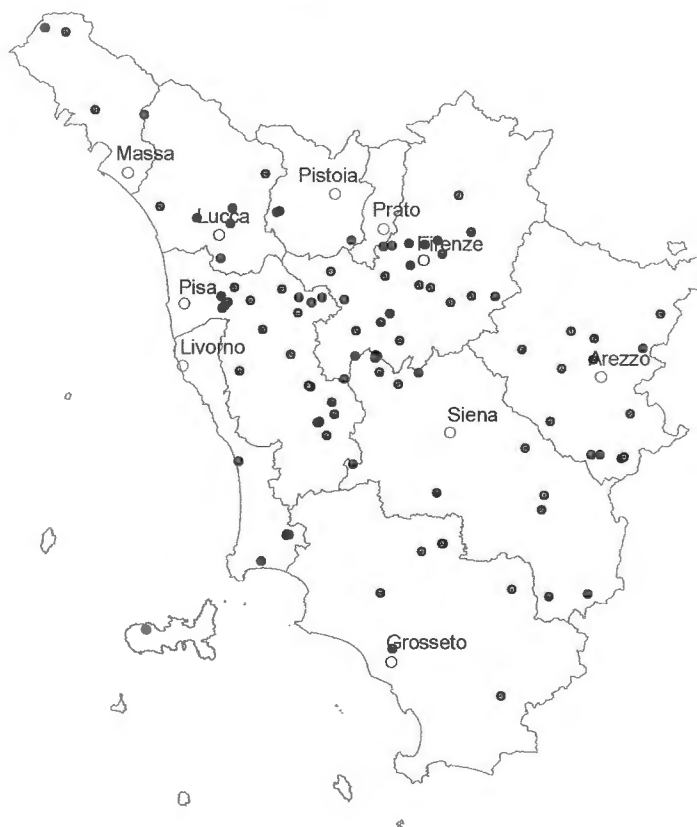 Massa
Pistoia
Prato
Lucca
Firenze
Pisa
Livorno
Arezzo
Siena
Grosseto